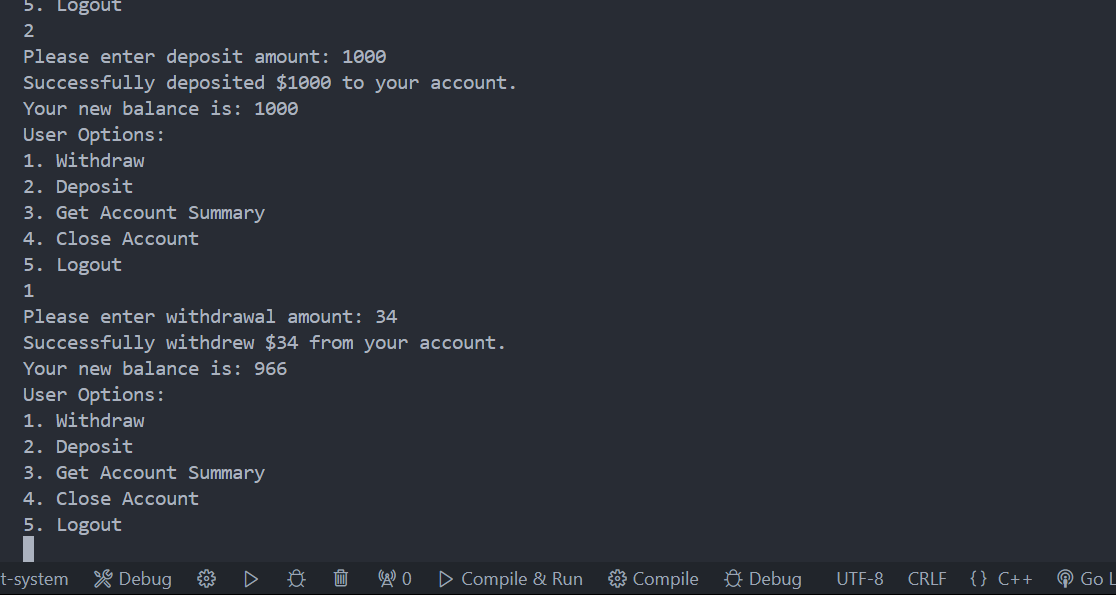 5. Logout
2
Please enter deposit amount: 1000
Successfully deposited $1000 to your account.
Your new balance is: 1000
User Options:
1. Withdraw
2. Deposit
3. Get Account Summary
4. Close Account
5. Logout
1
Please enter withdrawal amount: 34
Successfully withdrew $34 from your account.
Your new balance is: 966
User Options:
1. Withdraw
2. Deposit
3. Get Account Summary
4. Close Account
5. Logout
t-system Debug 0 Compile & Run Compile Debug UTF-8 CRLF {} C++ Go L